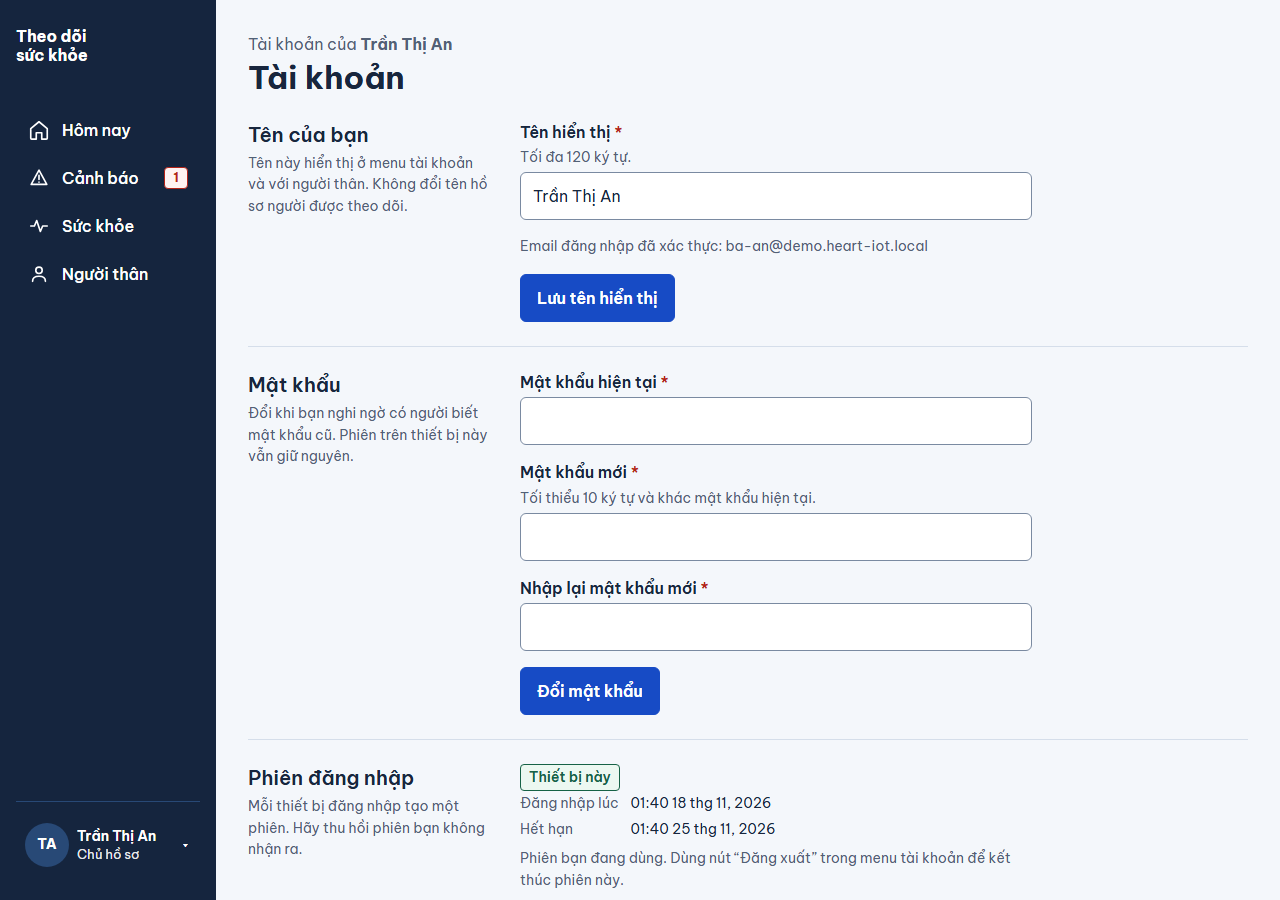 Theo dõi
sức khỏe
Hôm nay
Cảnh báo 1
Sức khỏe
Người thân
TA
Trần Thị An
Chủ hồ sơ
Tài khoản của Trần Thị An
Tài khoản
Tên của bạn
Tên này hiển thị ở menu tài khoản
và với người thân. Không đổi tên hồ
sơ người được theo dõi.
Tên hiển thị *
Tối đa 120 ký tự.
Trần Thị An
Email đăng nhập đã xác thực: ba-an@demo.heart-iot.local
Lưu tên hiển thị
Mật khẩu
Đổi khi bạn nghi ngờ có người biết
mật khẩu cũ. Phiên trên thiết bị này
vẫn giữ nguyên.
Mật khẩu hiện tại *
Mật khẩu mới *
Tối thiểu 10 ký tự và khác mật khẩu hiện tại.
Nhập lại mật khẩu mới *
Đổi mật khẩu
Phiên đăng nhập
Mỗi thiết bị đăng nhập tạo một
phiên. Hãy thu hồi phiên bạn không
nhận ra.
Thiết bị này
Đăng nhập lúc 01:40 18 thg 11, 2026
Hết hạn 01:40 25 thg 11, 2026
Phiên bạn đang dùng. Dùng nút “Đăng xuất” trong menu tài khoản để kết
thúc phiên này.